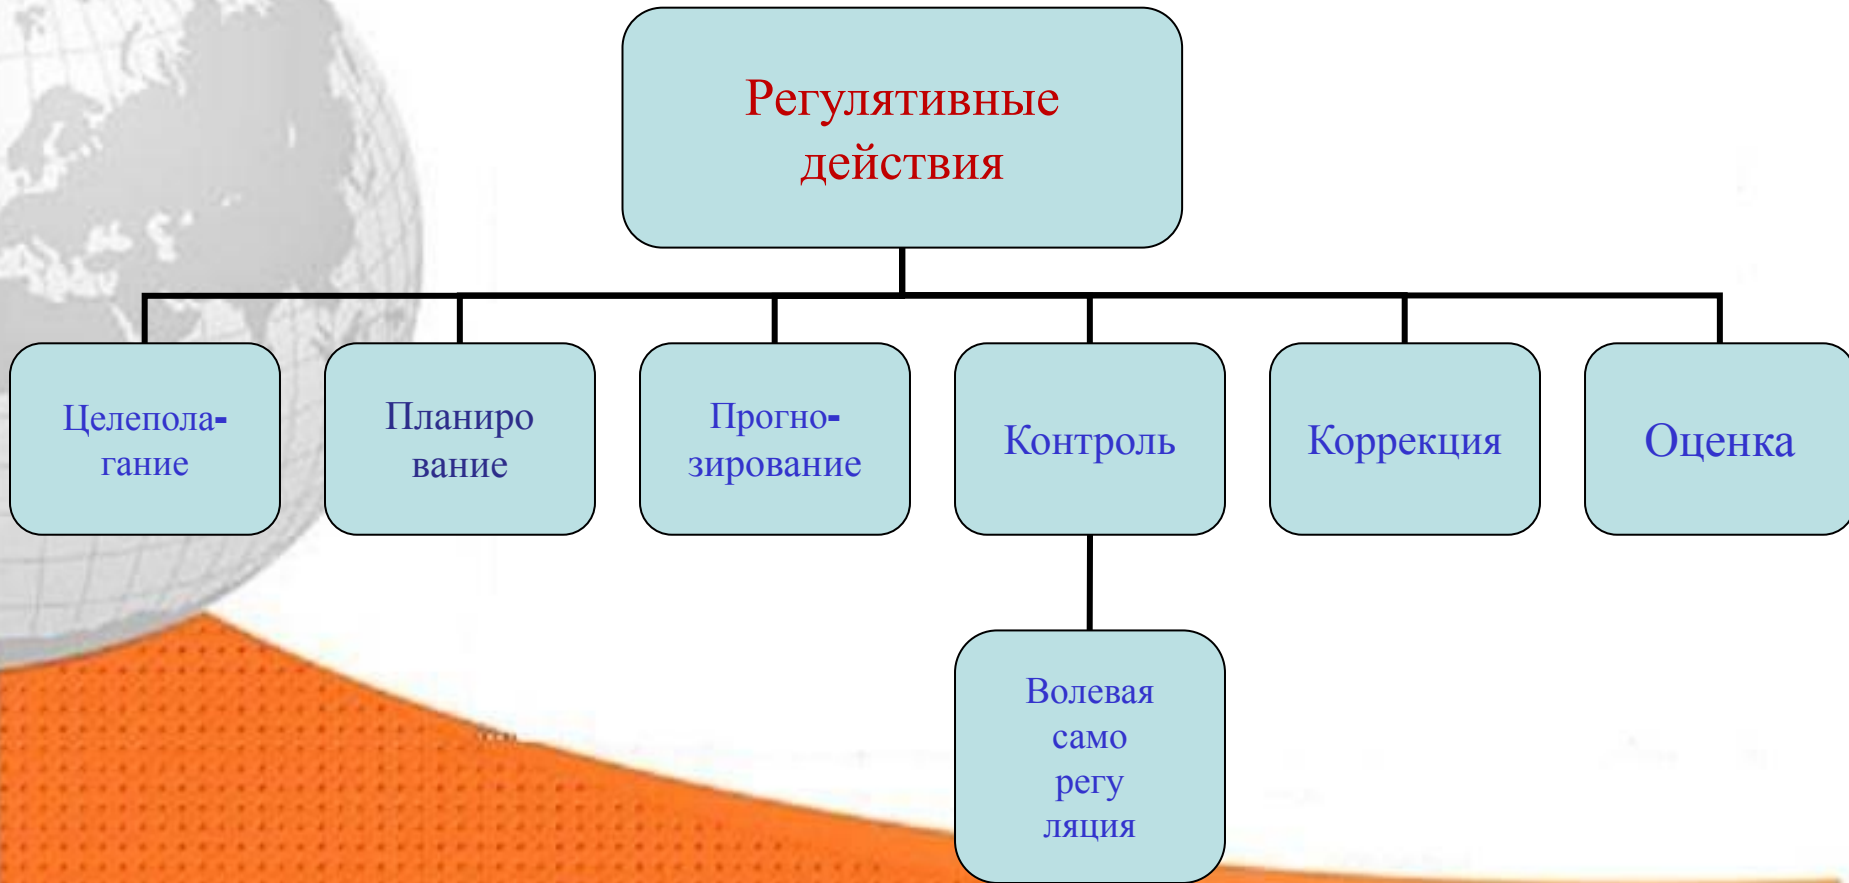 Регулятивные
действия
Целепола-
гание
Планиро
вание
Прогно-
зирование
Контроль
Коррекция
Оценка
Волевая
само
регу
ляция